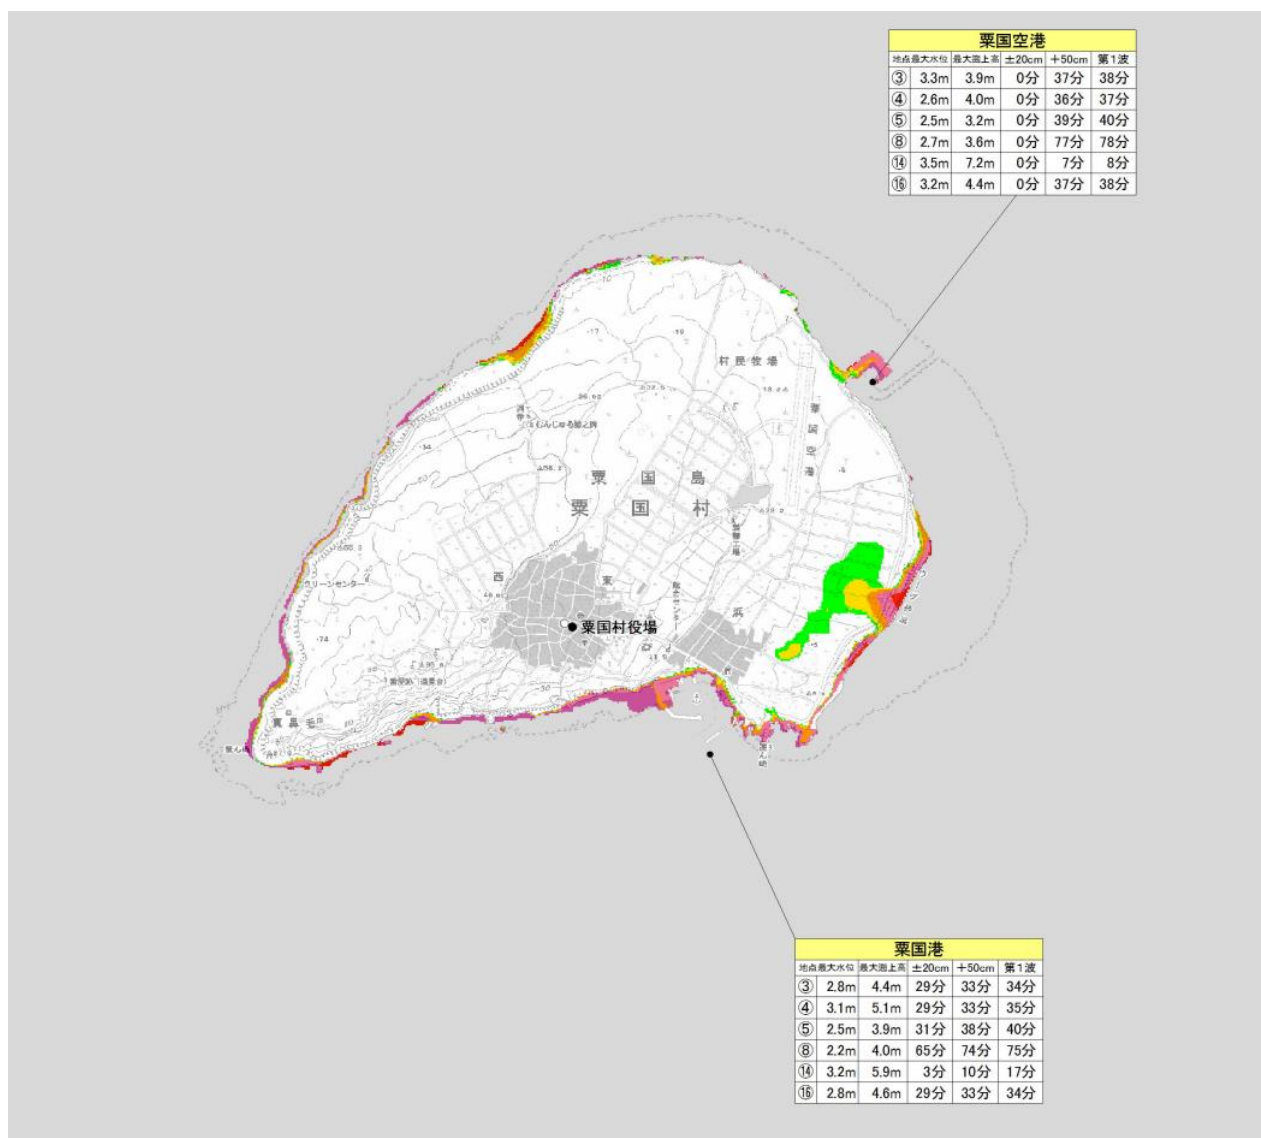 粟国空港
地点 最大水位 最大遡上高 ±20cm +50cm 第1波
③ 3.3m 3.9m 0分 37分 38分
④ 2.6m 4.0m 0分 36分 37分
⑤ 2.5m 3.2m 0分 39分 40分
⑧ 2.7m 3.6m 0分 77分 78分
⑭ 3.5m 7.2m 0分 7分 8分
⑯ 3.2m 4.4m 0分 37分 38分
村民牧場
粟国空港
粟国島
粟国村
クリーンセンター
西
東
浜
粟国村役場
粟国港
地点 最大水位 最大遡上高 ±20cm +50cm 第1波
③ 2.8m 4.4m 29分 33分 34分
④ 3.1m 5.1m 29分 33分 35分
⑤ 2.5m 3.9m 31分 38分 40分
⑧ 2.2m 4.0m 65分 74分 75分
⑭ 3.2m 5.9m 3分 10分 17分
⑯ 2.8m 4.6m 29分 33分 34分